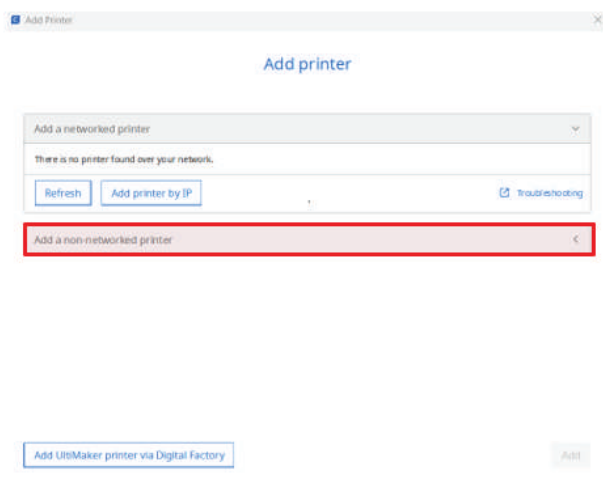 Add Printer
Add printer
Add a networked printer
There is no printer found over your network.
Refresh
Add printer by IP
Troubleshooting
Add a non-networked printer
Add UltiMaker printer via Digital Factory
Add